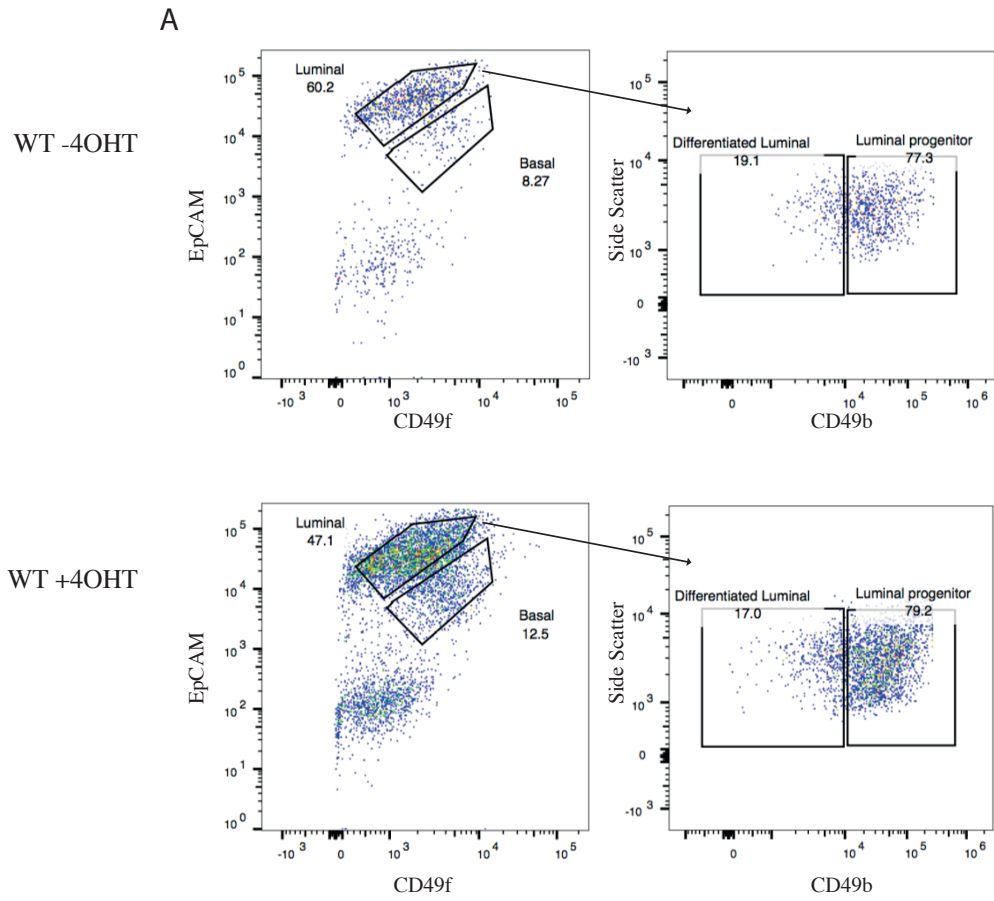 A
WT -4OHT
Luminal
60.2
Basal
8.27
EpCAM
10^5
10^4
10^3
10^2
10^1
10^0
-10^3 0 10^3 10^4 10^5
CD49f
Differentiated Luminal
19.1
Luminal progenitor
77.3
Side Scatter
10^5
10^4
10^3
0
-10^3
0 10^4 10^5 10^6
CD49b
WT +4OHT
Luminal
47.1
Basal
12.5
EpCAM
10^5
10^4
10^3
10^2
10^1
10^0
-10^3 0 10^3 10^4 10^5
CD49f
Differentiated Luminal
17.0
Luminal progenitor
79.2
Side Scatter
10^5
10^4
10^3
0
-10^3
0 10^4 10^5 10^6
CD49b